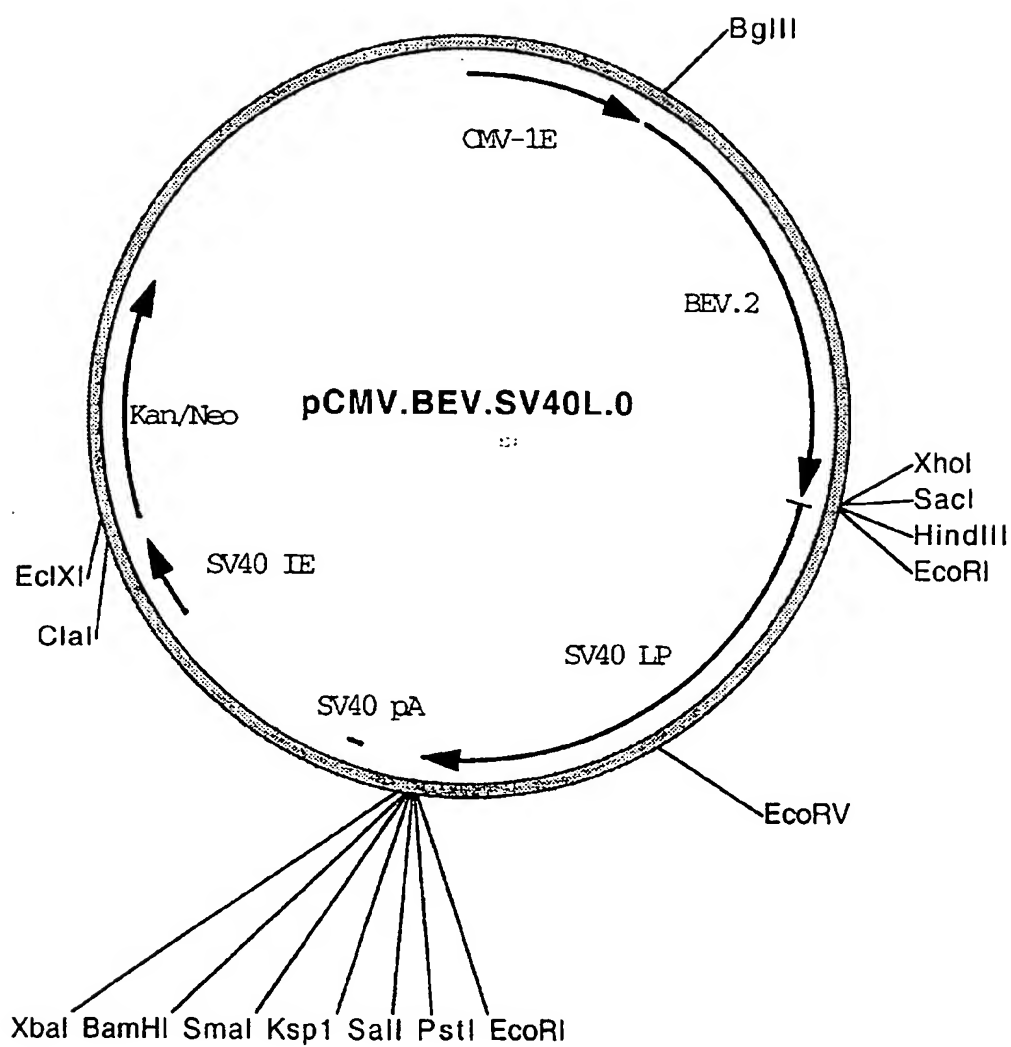 BglII
CMV-1E
BEV.2
Kan/Neo
pCMV.BEV.SV40L.0
XhoI
SacI
HindIII
EcoRI
SV40 IE
EclXI
ClaI
SV40 LP
SV40 pA
EcoRV
XbaI BamHI SmaI Ksp1 SalI PstI EcoRI